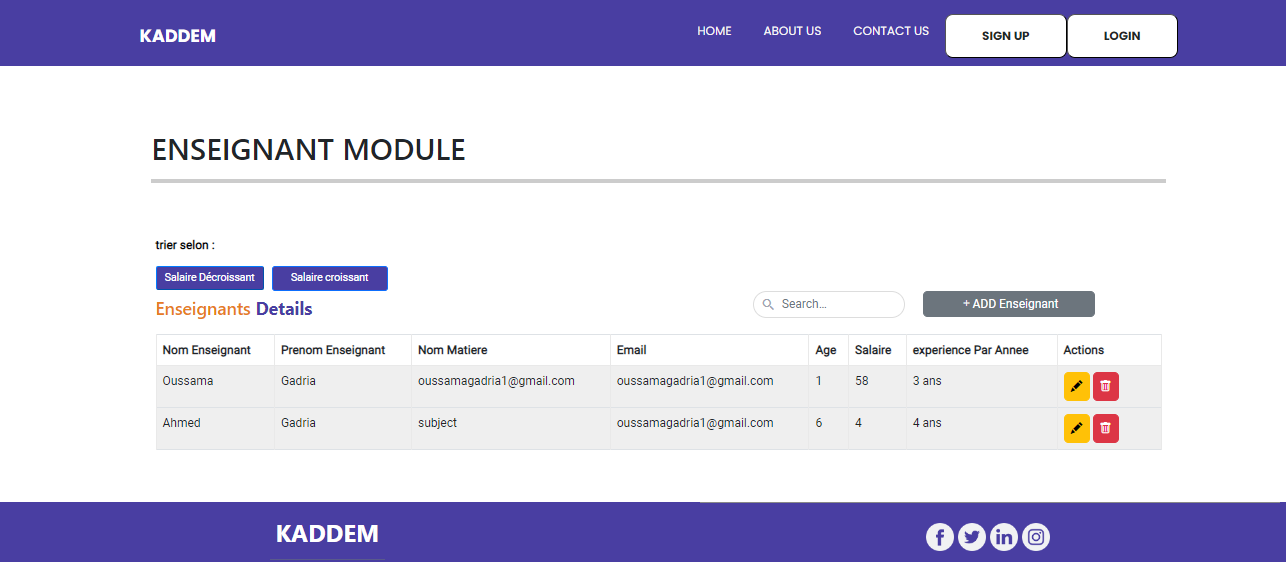 KADDEM
HOME ABOUT US CONTACT US SIGN UP LOGIN
ENSEIGNANT MODULE
trier selon :
Salaire Décroissant Salaire croissant
Enseignants Details Search... + ADD Enseignant
Nom Enseignant Prenom Enseignant Nom Matiere Email Age Salaire experience Par Annee Actions
Oussama Gadria oussamagadria1@gmail.com oussamagadria1@gmail.com 1 58 3 ans
Ahmed Gadria subject oussamagadria1@gmail.com 6 4 4 ans
KADDEM